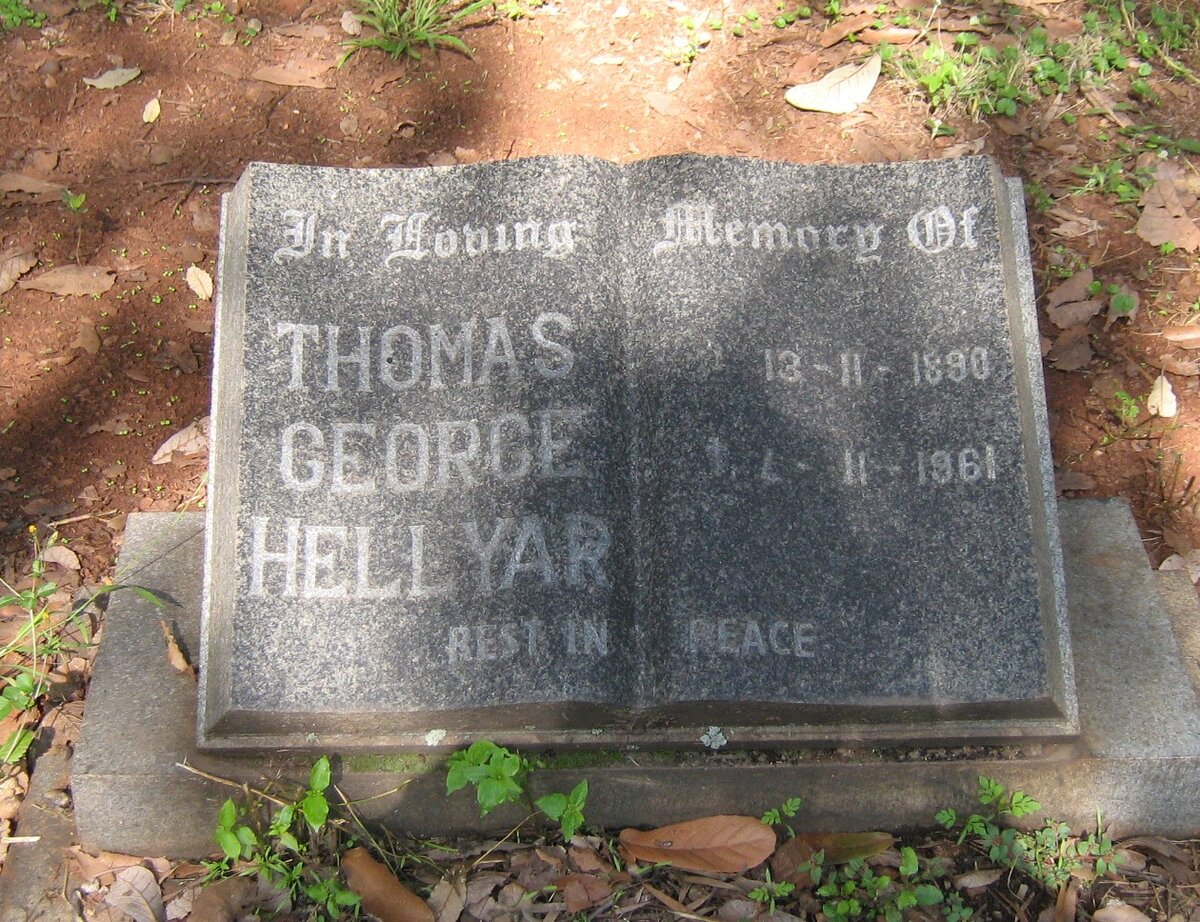 In Loving Memory Of
THOMAS 13-11-1890
GEORGE 11-1961
HELLYAR
REST IN PEACE